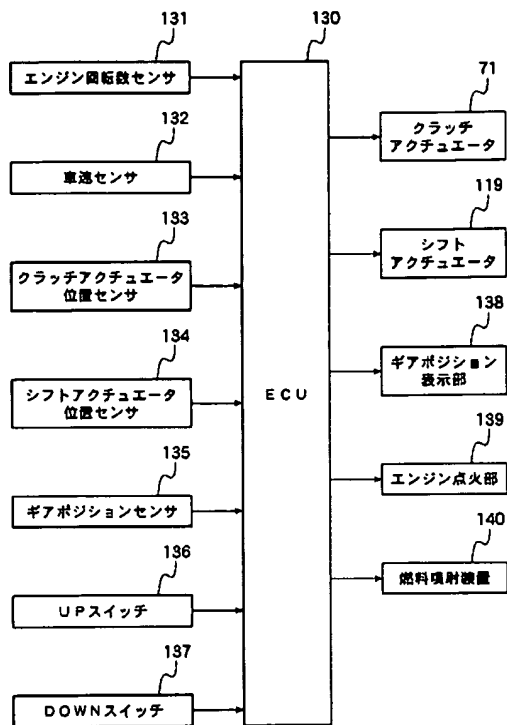 131
エンジン回転数センサ
132
車速センサ
133
クラッチアクチュエータ
位置センサ
134
シフトアクチュエータ
位置センサ
135
ギアポジションセンサ
136
UPスイッチ
137
DOWNスイッチ
130
ECU
71
クラッチ
アクチュエータ
119
シフト
アクチュエータ
138
ギアポジション
表示部
139
エンジン点火部
140
燃料噴射装置